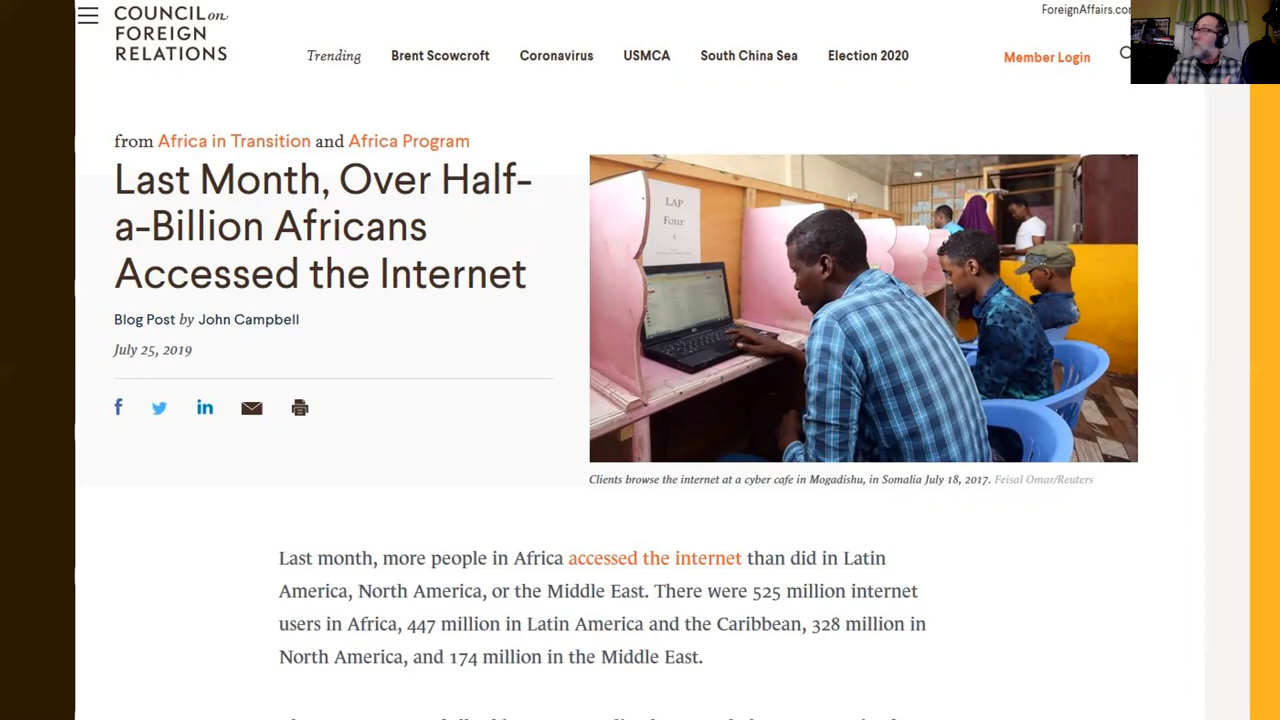 COUNCIL on
FOREIGN
RELATIONS
ForeignAffairs.com
Trending Brent Scowcroft Coronavirus USMCA South China Sea Election 2020 Member Login
from Africa in Transition and Africa Program
Last Month, Over Half-
a-Billion Africans
Accessed the Internet
Blog Post by John Campbell
July 25, 2019
LAP
Four
Clients browse the internet at a cyber cafe in Mogadishu, in Somalia July 18, 2017. Feisal Omar/Reuters
Last month, more people in Africa accessed the internet than did in Latin
America, North America, or the Middle East. There were 525 million internet
users in Africa, 447 million in Latin America and the Caribbean, 328 million in
North America, and 174 million in the Middle East.